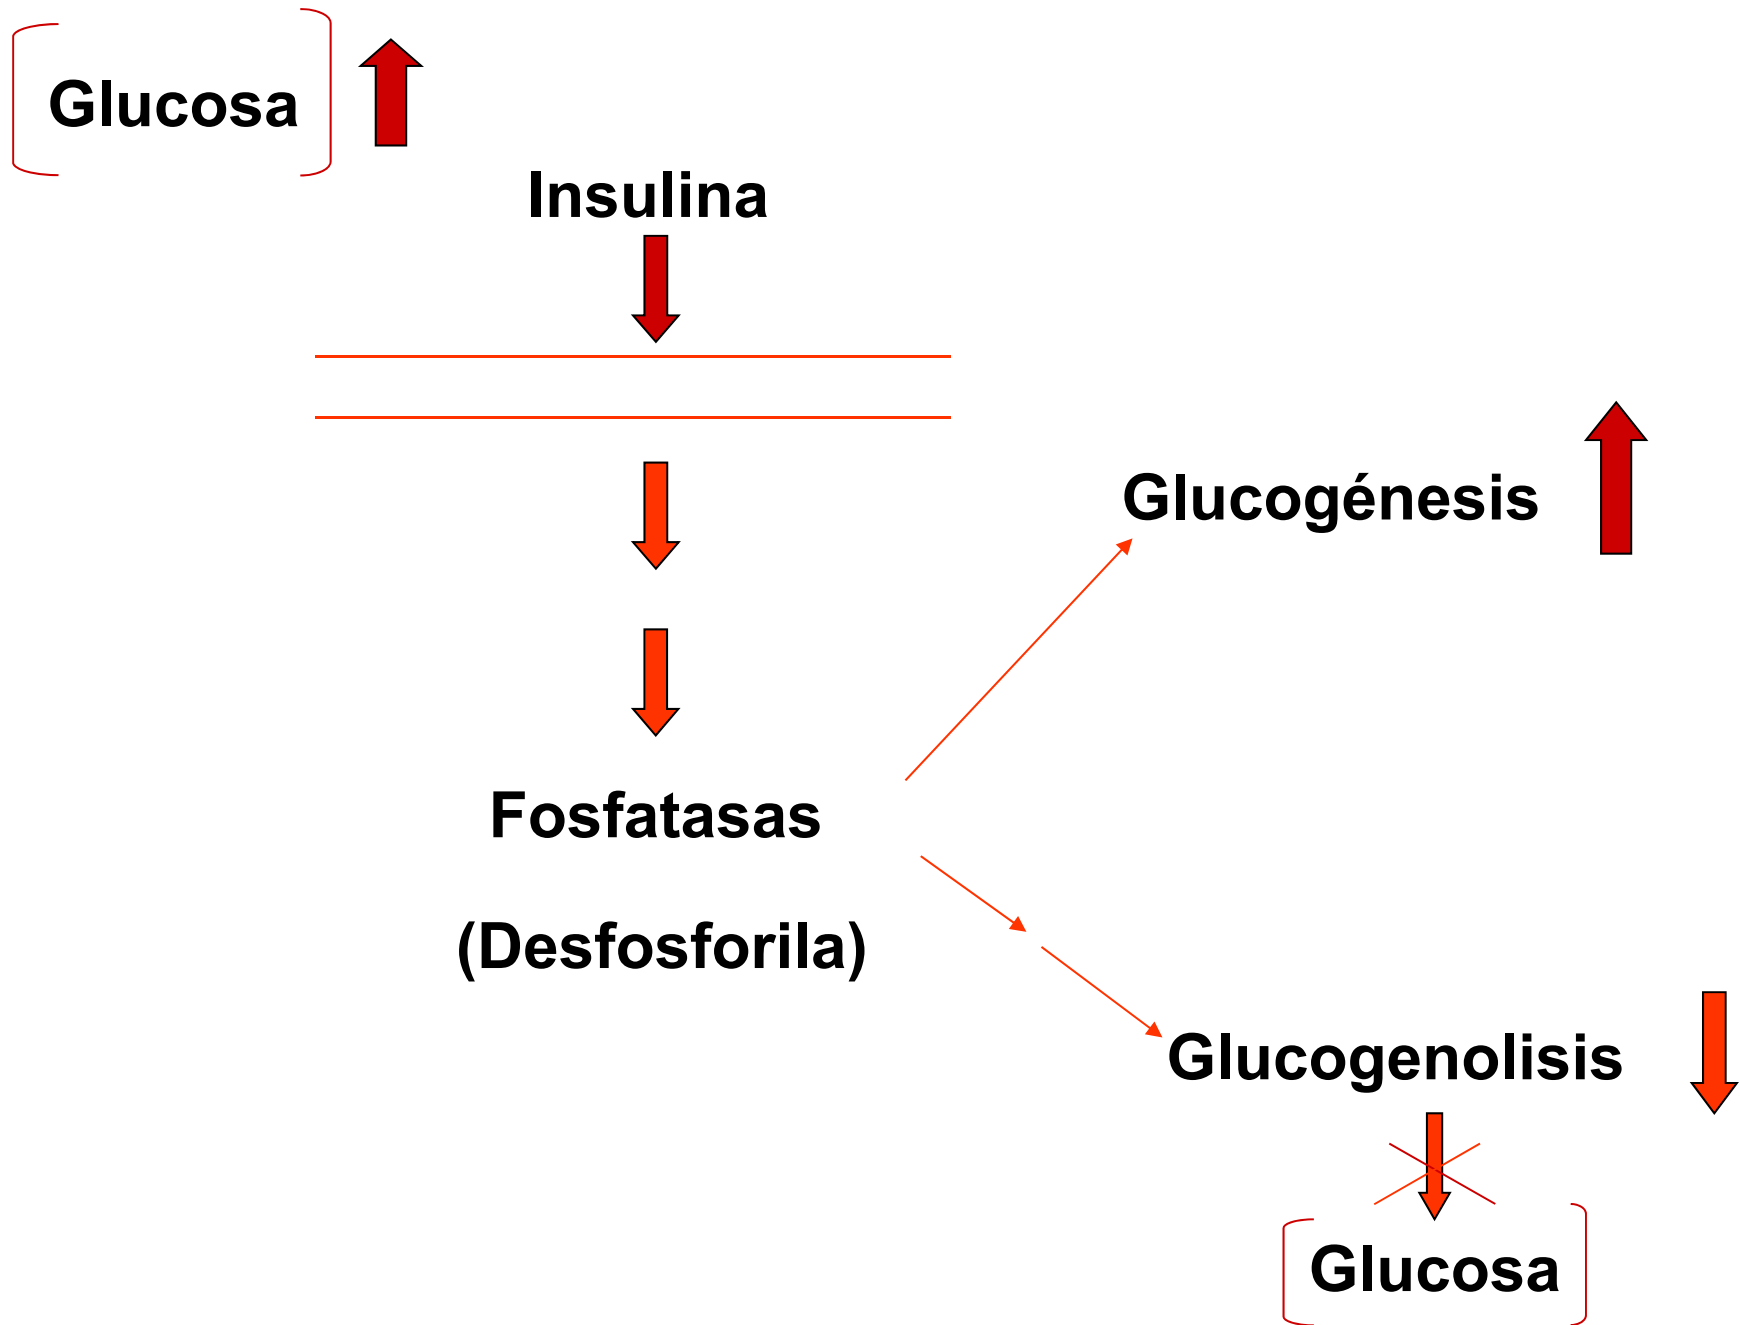 Glucosa
Insulina
Glucogénesis
Fosfatasas
(Desfosforila)
Glucogenolisis
Glucosa